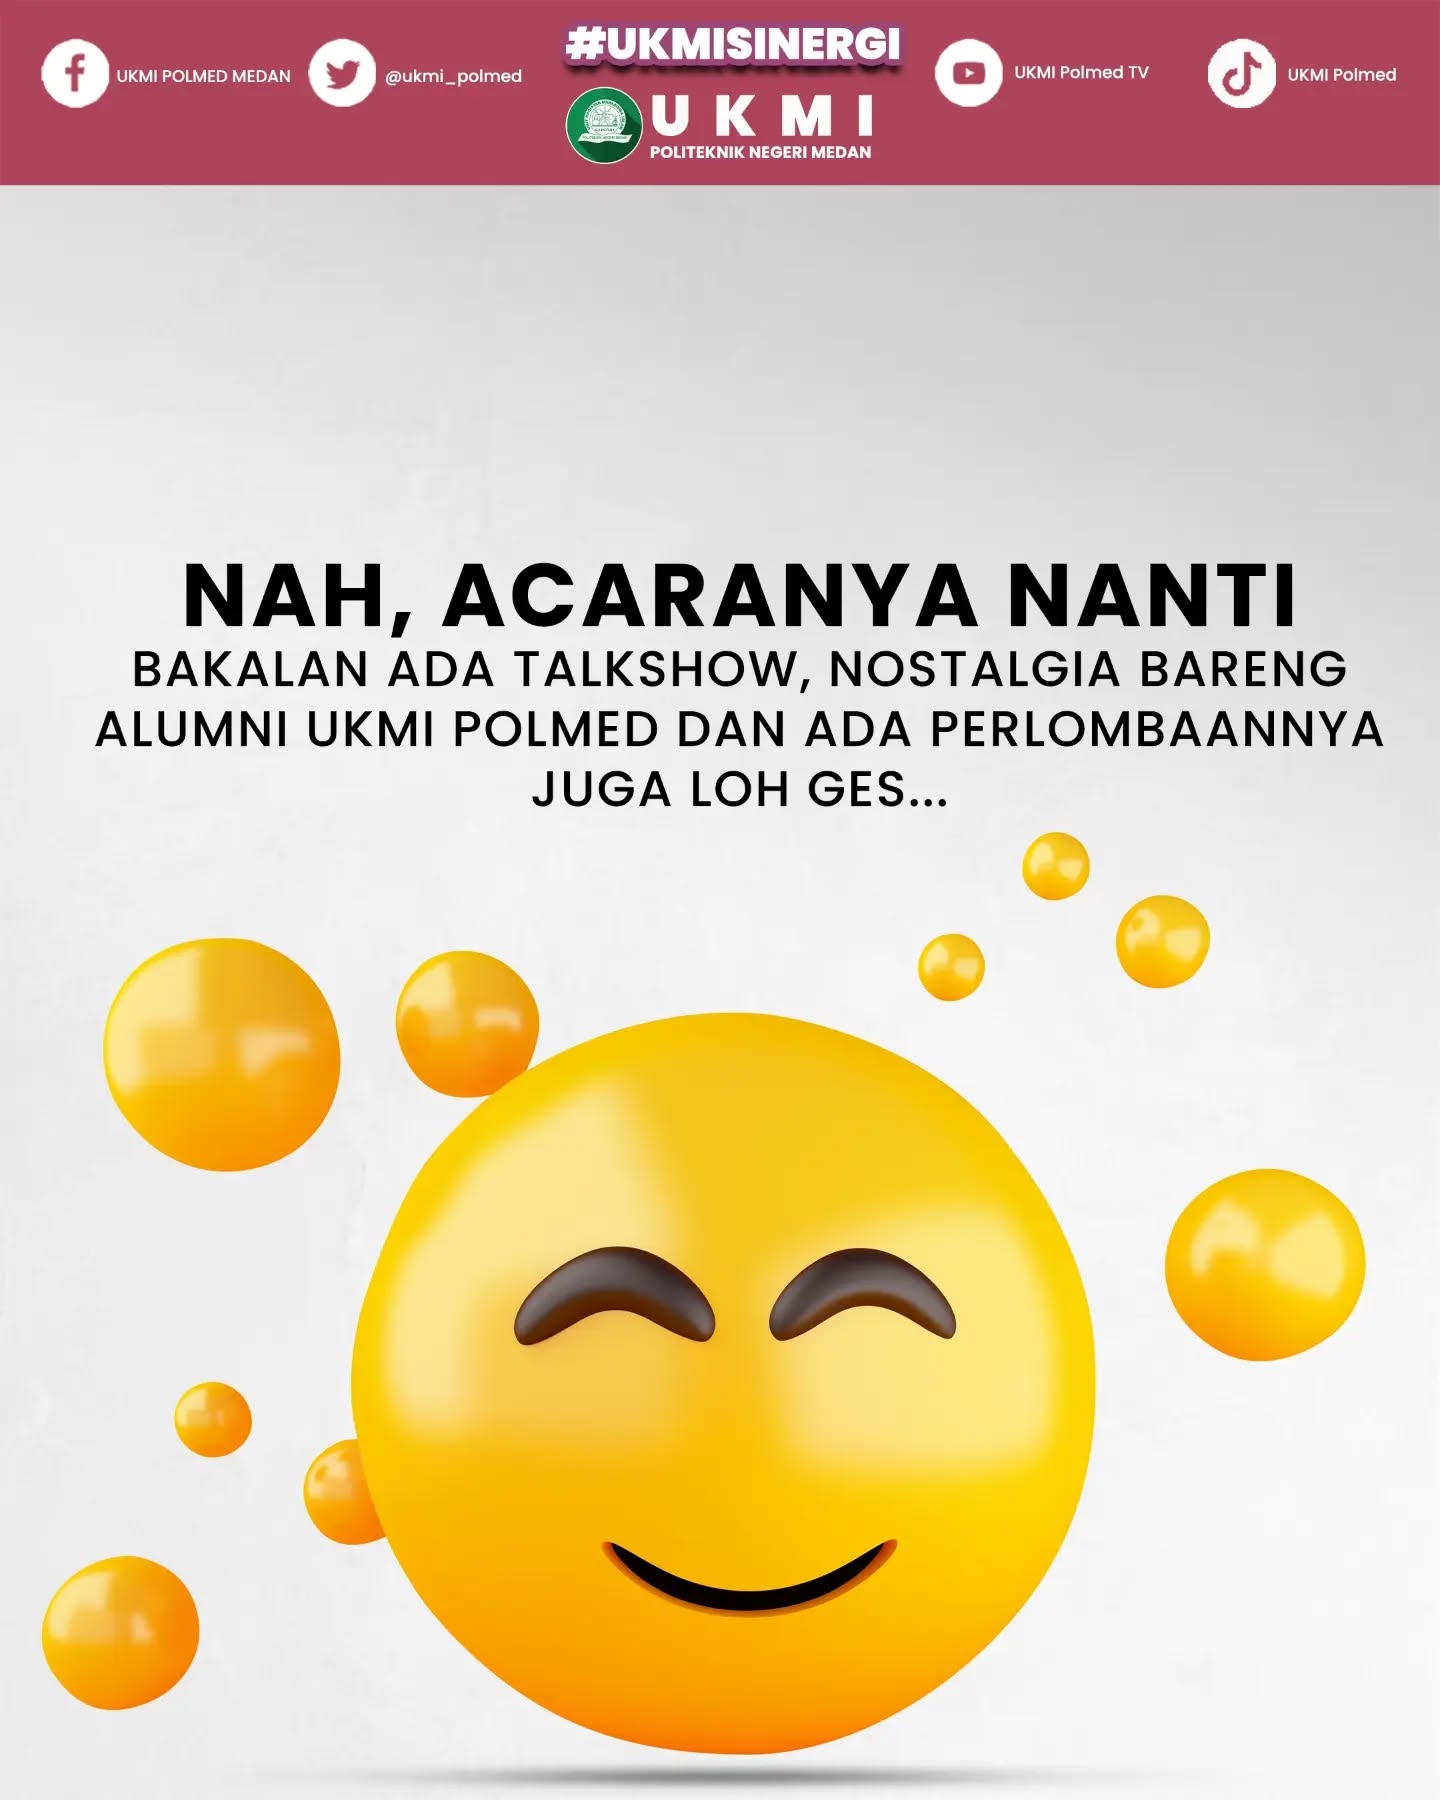 #UKMISINERGI
UKMI POLMED MEDAN
@ukmi_polmed
UKMI Polmed TV
UKMI Polmed
UKMI
POLITEKNIK NEGERI MEDAN
NAH, ACARANYA NANTI
BAKALAN ADA TALKSHOW, NOSTALGIA BARENG
ALUMNI UKMI POLMED DAN ADA PERLOMBAANNYA
JUGA LOH GES...